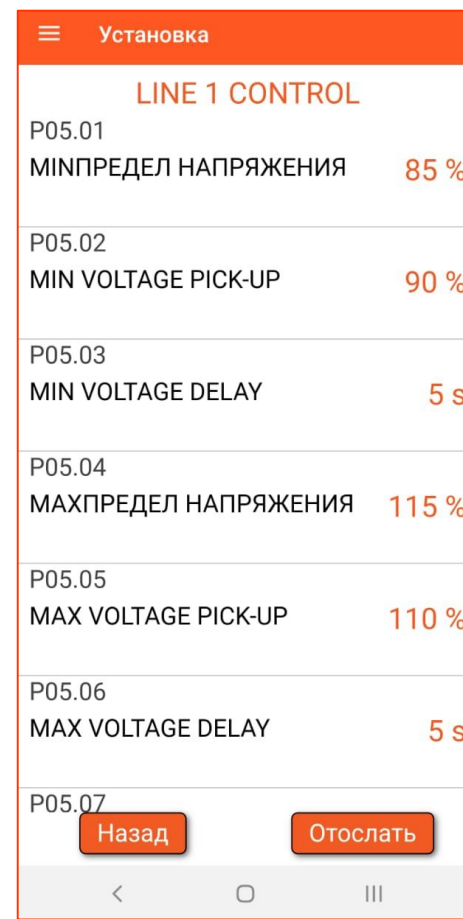 Установка
LINE 1 CONTROL
P05.01
MINПРЕДЕЛ НАПРЯЖЕНИЯ 85 %
P05.02
MIN VOLTAGE PICK-UP 90 %
P05.03
MIN VOLTAGE DELAY 5 s
P05.04
MAXПРЕДЕЛ НАПРЯЖЕНИЯ 115 %
P05.05
MAX VOLTAGE PICK-UP 110 %
P05.06
MAX VOLTAGE DELAY 5 s
P05.07
Назад Отослать